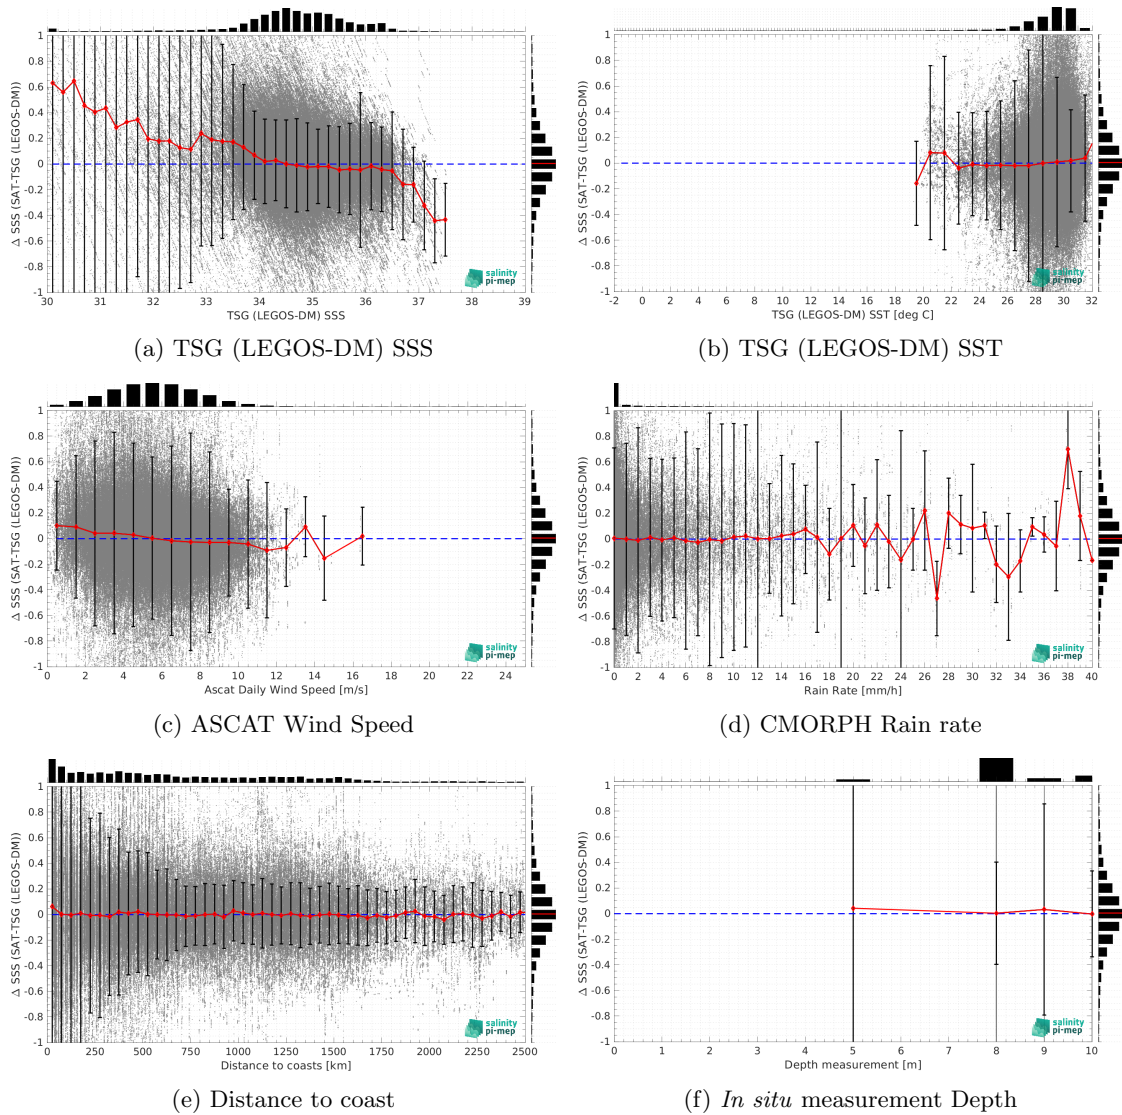 1
0.8
0.6
0.4
0.2
0
-0.2
-0.4
-0.6
-0.8
-1
Δ SSS (SAT-TSG (LEGOS-DM))
30 31 32 33 34 35 36 37 38 39
TSG (LEGOS-DM) SSS
salinity
pi-mep
(a) TSG (LEGOS-DM) SSS
1
0.8
0.6
0.4
0.2
0
-0.2
-0.4
-0.6
-0.8
-1
Δ SSS (SAT-TSG (LEGOS-DM))
-2 0 2 4 6 8 10 12 14 16 18 20 22 24 26 28 30 32
TSG (LEGOS-DM) SST [deg C]
salinity
pi-mep
(b) TSG (LEGOS-DM) SST
1
0.8
0.6
0.4
0.2
0
-0.2
-0.4
-0.6
-0.8
-1
Δ SSS (SAT-TSG (LEGOS-DM))
0 2 4 6 8 10 12 14 16 18 20 22 24
Ascat Daily Wind Speed [m/s]
salinity
pi-mep
(c) ASCAT Wind Speed
1
0.8
0.6
0.4
0.2
0
-0.2
-0.4
-0.6
-0.8
-1
Δ SSS (SAT-TSG (LEGOS-DM))
0 2 4 6 8 10 12 14 16 18 20 22 24 26 28 30 32 34 36 38 40
Rain Rate [mm/h]
salinity
pi-mep
(d) CMORPH Rain rate
1
0.8
0.6
0.4
0.2
0
-0.2
-0.4
-0.6
-0.8
-1
Δ SSS (SAT-TSG (LEGOS-DM))
0 250 500 750 1000 1250 1500 1750 2000 2250 2500
Distance to coasts [km]
salinity
pi-mep
(e) Distance to coast
1
0.8
0.6
0.4
0.2
0
-0.2
-0.4
-0.6
-0.8
-1
Δ SSS (SAT-TSG (LEGOS-DM))
0 1 2 3 4 5 6 7 8 9 10
Depth measurement [m]
salinity
pi-mep
(f) In situ measurement Depth